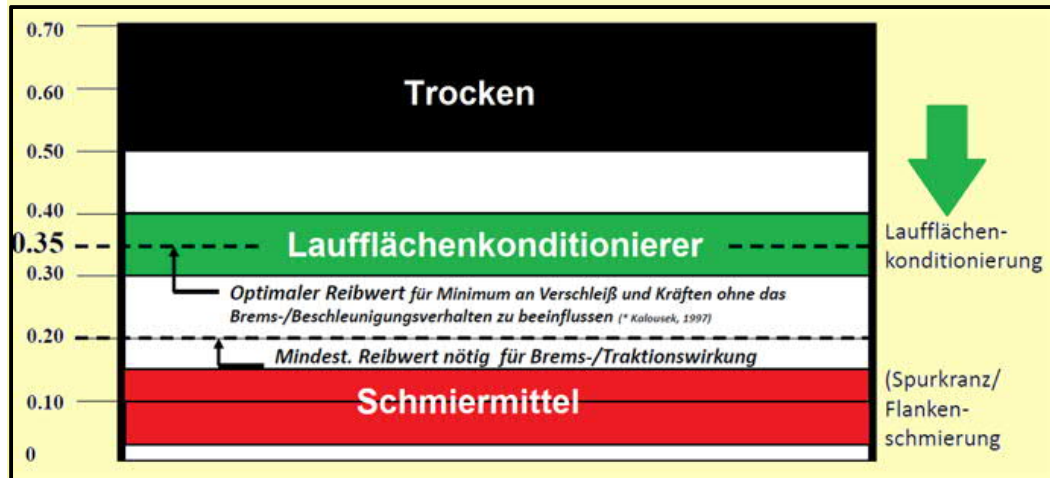 0.70
Trocken
0.60
0.50
0.40
0.35
Laufflächenkonditionierer
Laufflächen-
konditionierung
0.30
Optimaler Reibwert für Minimum an Verschleiß und Kräften ohne das
Brems-/Beschleunigungsverhalten zu beeinflussen (* Kalousek, 1997)
0.20
Mindest. Reibwert nötig für Brems-/Traktionswirkung
0.10
Schmiermittel
(Spurkranz/
Flanken-
schmierung
0